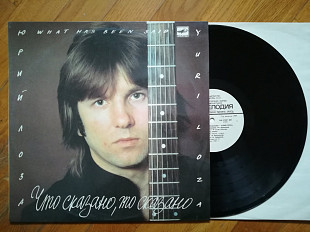 WHAT HAS BEEN SAID
ЮРИЙ ЛОЗА
YURI LOZA
Что сказано, то сказано
МЕЛОДИЯ